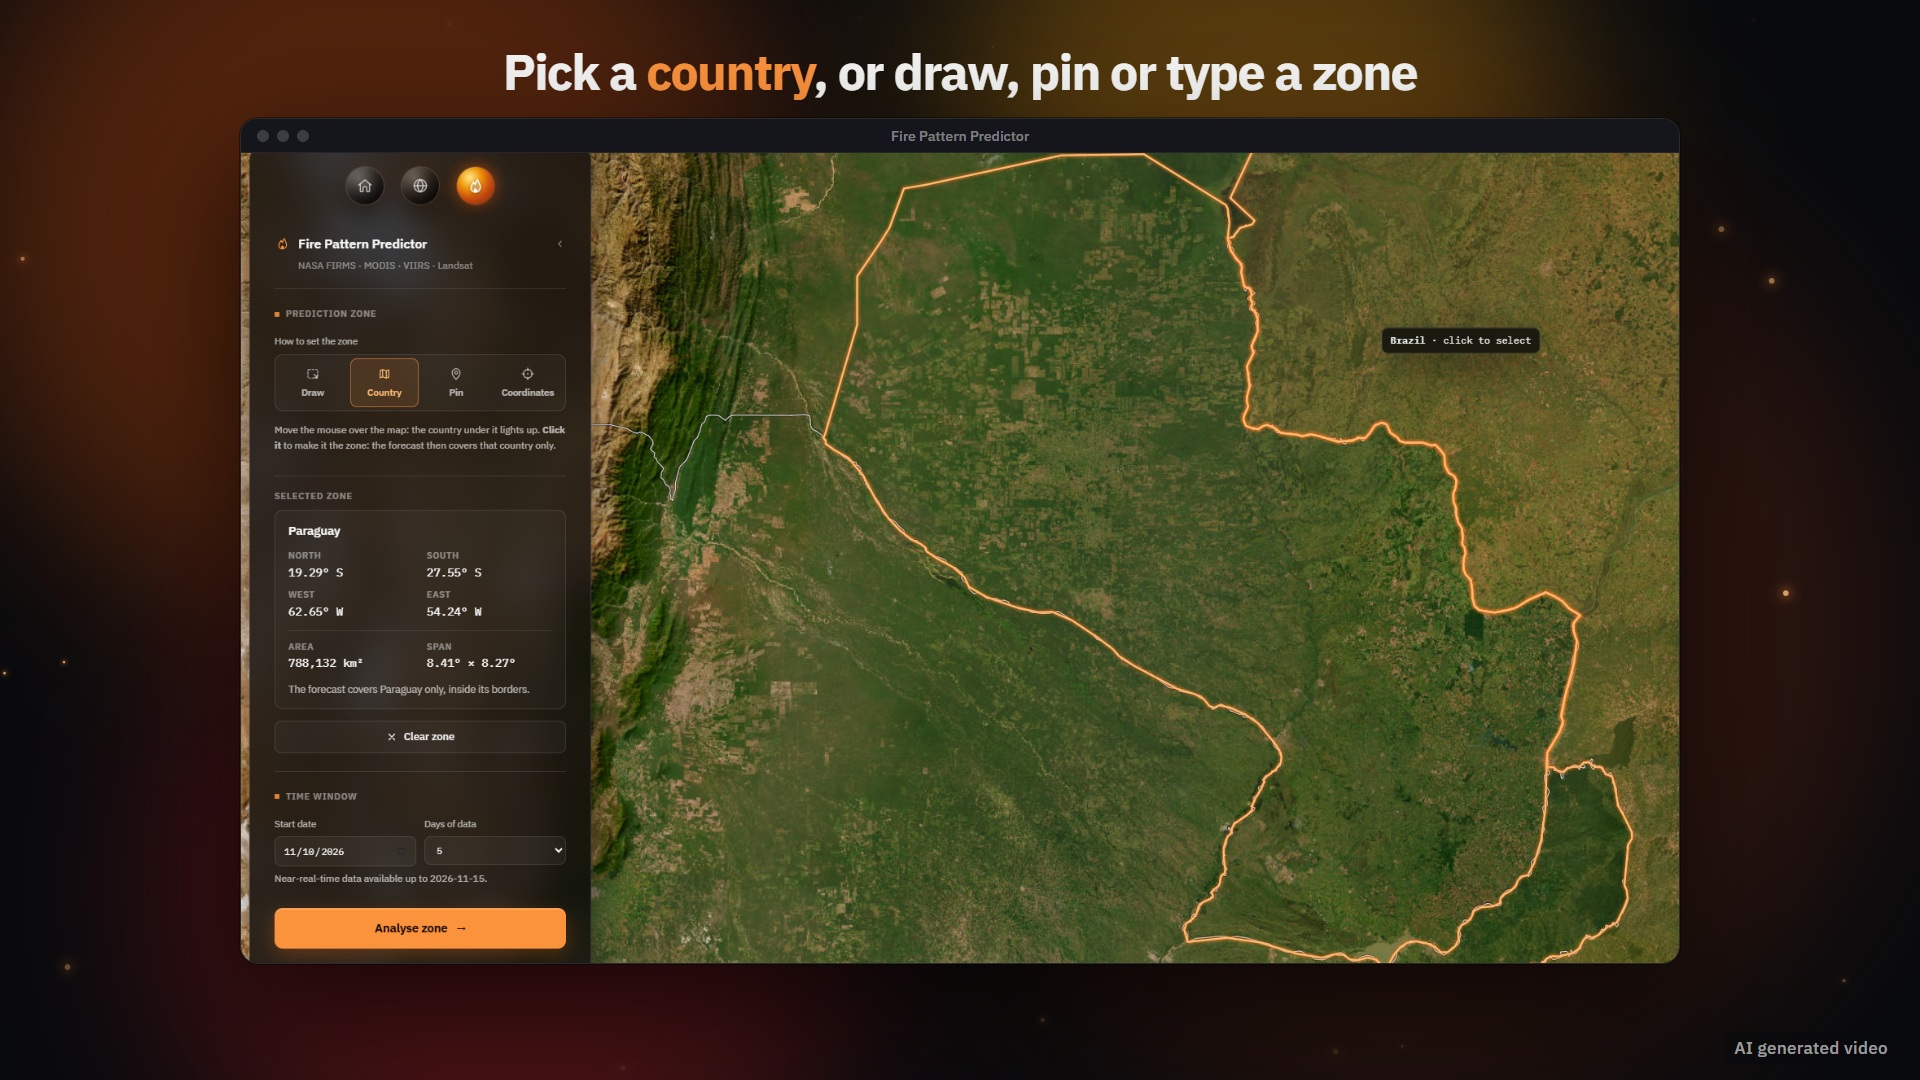 Pick a country, or draw, pin or type a zone
Fire Pattern Predictor
Fire Pattern Predictor
NASA FIRMS · MODIS · VIIRS · Landsat
PREDICTION ZONE
How to set the zone
Draw
Country
Pin
Coordinates
Move the mouse over the map: the country under it lights up. Click
it to make it the zone: the forecast then covers that country only.
SELECTED ZONE
Paraguay
NORTH SOUTH
19.29° S 27.55° S
WEST EAST
62.65° W 54.24° W
AREA SPAN
788,132 km² 8.41° × 8.27°
The forecast covers Paraguay only, inside its borders.
Clear zone
TIME WINDOW
Start date Days of data
11/10/2026 5
Near-real-time data available up to 2026-11-15.
Analyse zone →
Brazil · click to select
AI generated video